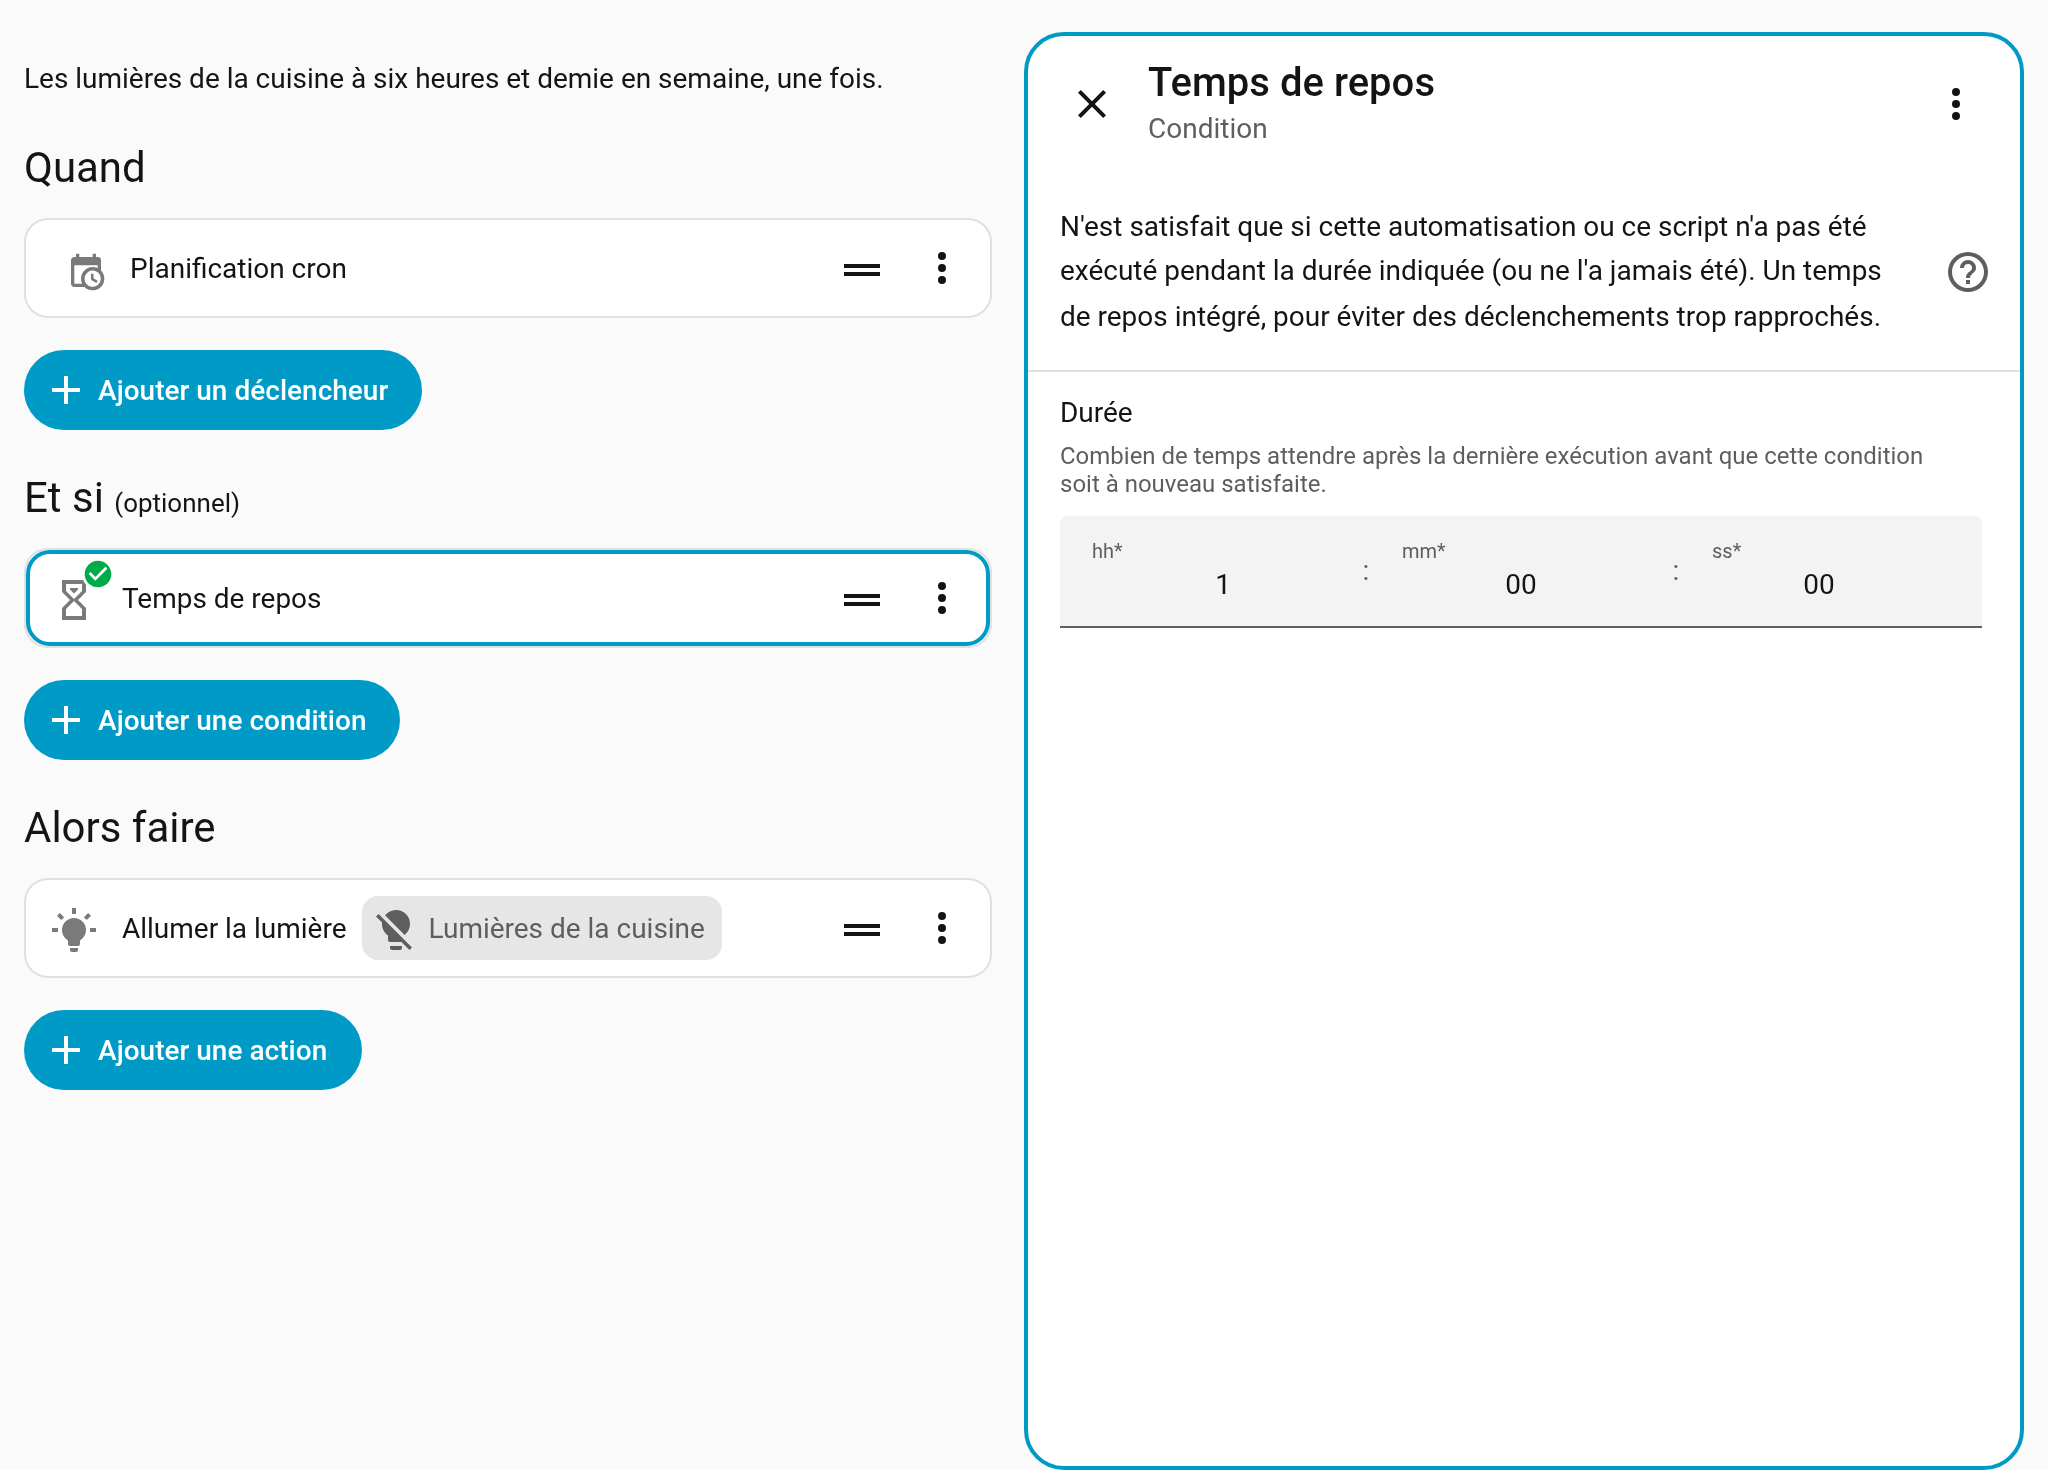 Les lumières de la cuisine à six heures et demie en semaine, une fois.
Quand
Planification cron
Ajouter un déclencheur
Et si (optionnel)
Temps de repos
Ajouter une condition
Alors faire
Allumer la lumière Lumières de la cuisine
Ajouter une action
Temps de repos
Condition
N'est satisfait que si cette automatisation ou ce script n'a pas été
exécuté pendant la durée indiquée (ou ne l'a jamais été). Un temps
de repos intégré, pour éviter des déclenchements trop rapprochés.
Durée
Combien de temps attendre après la dernière exécution avant que cette condition
soit à nouveau satisfaite.
hh* mm* ss*
1 : 00 : 00